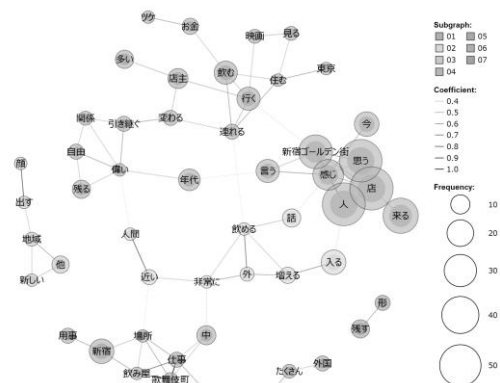 ツケ
お金
映画
見る
多い
店主
飲む
住む
東京
行く
関係
引き継ぐ
変わる
連れる
今
自由
偉い
年代
言う
新宿ゴールデン街
感じ
思う
店
残る
人
来る
顔
出す
人間
飲める
話
地域
他
新しい
近い
非常に
外
増える
入る
形
残す
用事
場所
中
新宿
飲み屋
仕事
歌舞伎町
たくさん
外国
Subgraph:
01 05
02 06
03 07
04
Coefficient:
0.4
0.5
0.6
0.7
0.8
0.9
1.0
Frequency:
10
20
30
40
50